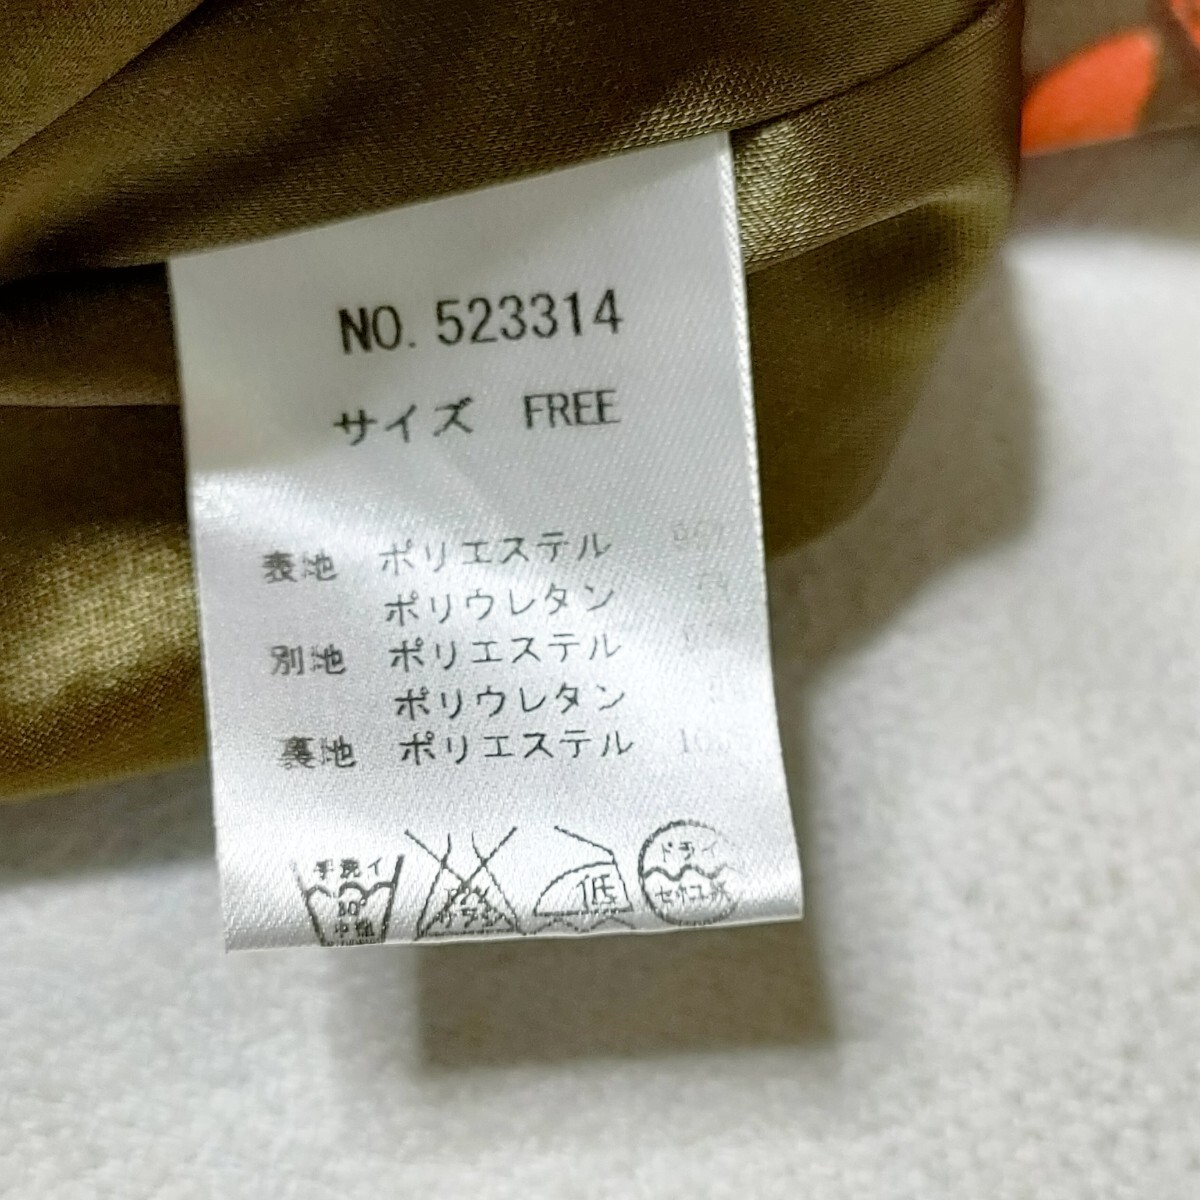 NO. 523314
サイズ FREE
表地 ポリエステル
ポリウレタン
別地 ポリエステル
ポリウレタン
裏地 ポリエステル
手洗イ
30
中性
低
ドライ